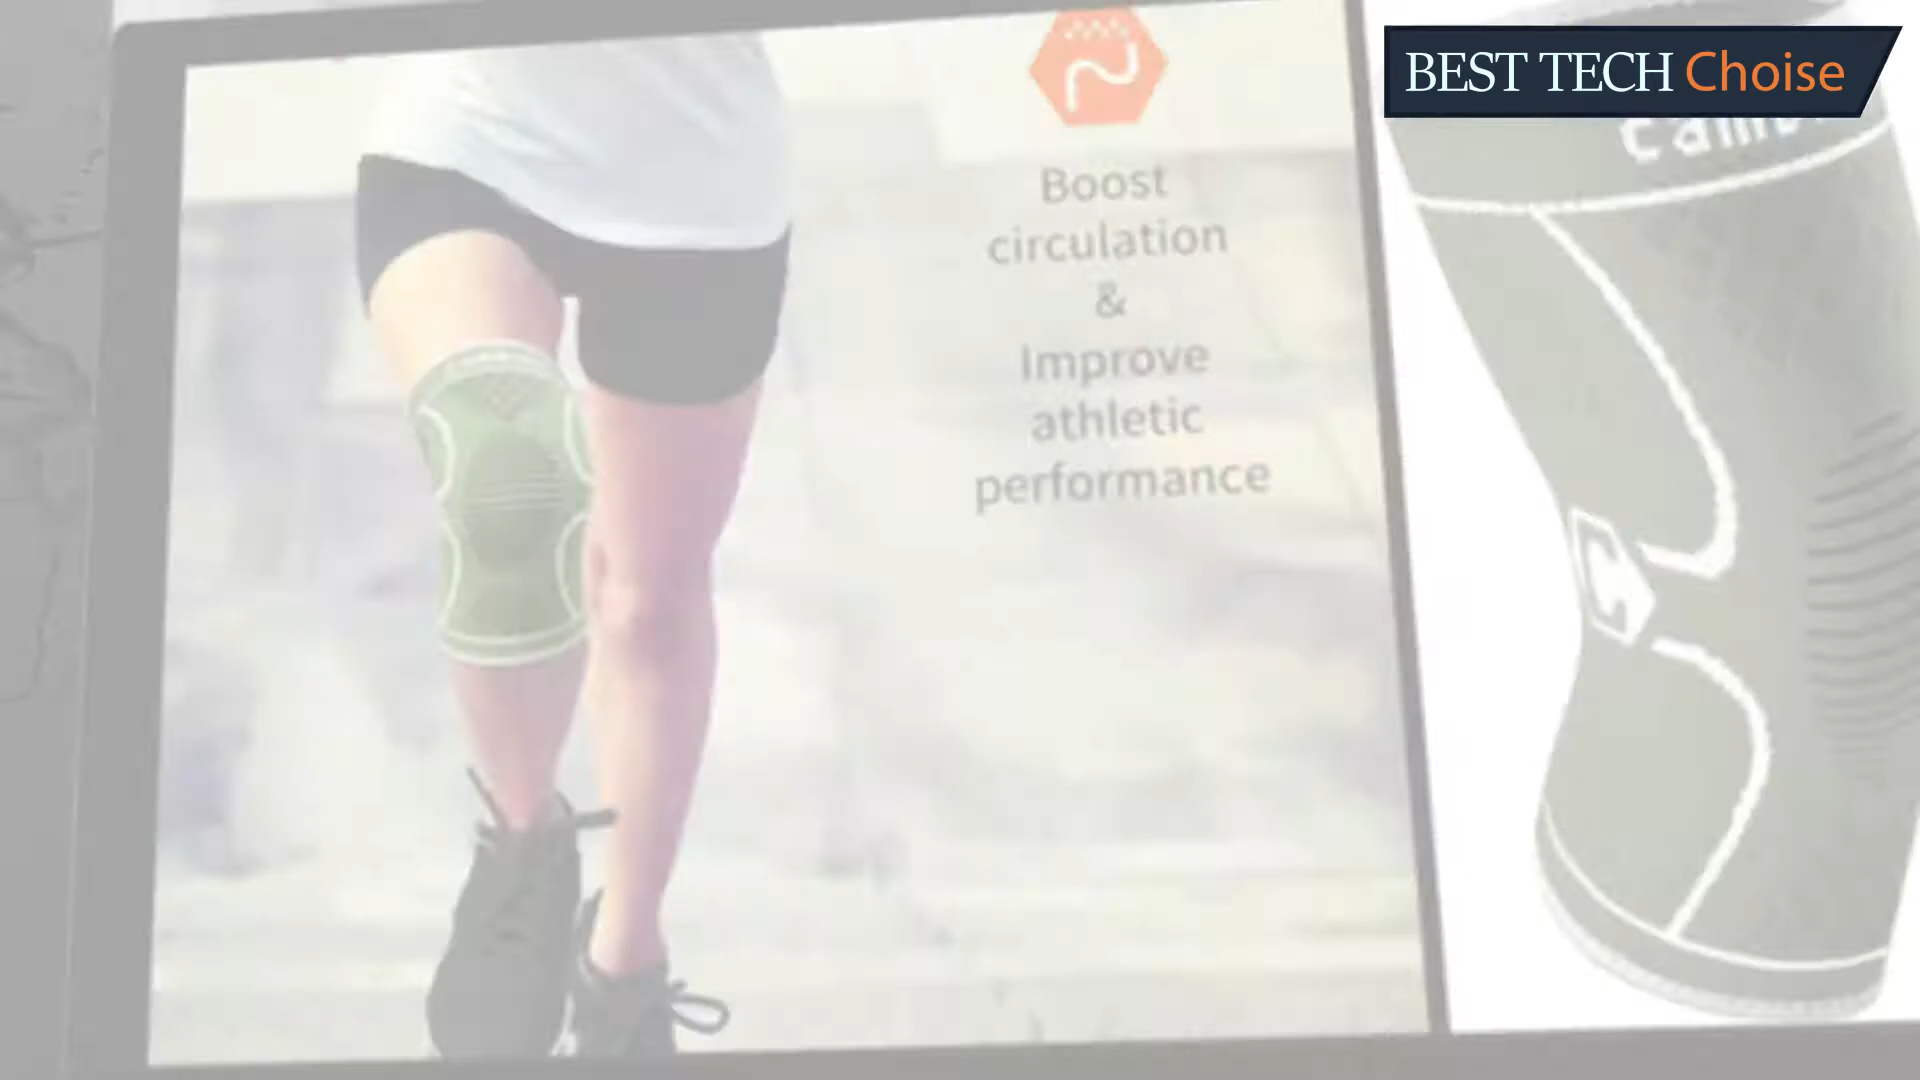 BEST TECH Choise
Boost
circulation
&
Improve
athletic
performance